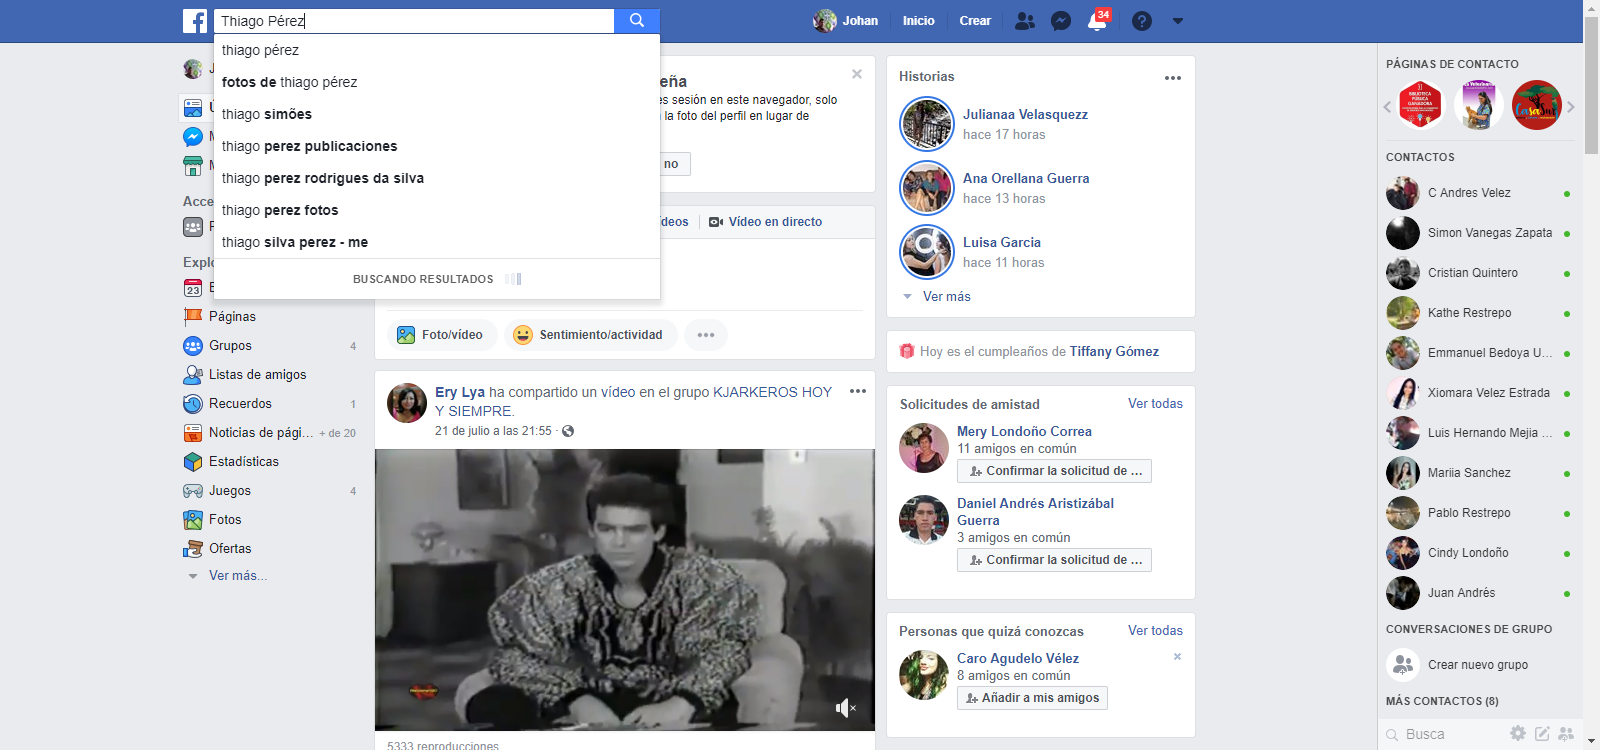 Thiago Pérez
Johan
Inicio
Crear
34
thiago pérez
fotos de thiago pérez
thiago simões
thiago perez publicaciones
thiago perez rodrigues da silva
thiago perez fotos
thiago silva perez - me
BUSCANDO RESULTADOS
Acce
Explo
23
Páginas
Grupos 4
Listas de amigos
Recuerdos 1
Noticias de pági... + de 20
Estadísticas
Juegos 4
Fotos
Ofertas
Ver más...
eña
es sesión en este navegador, solo
la foto del perfil en lugar de
no
ídeos
Vídeo en directo
Foto/vídeo
Sentimiento/actividad
Ery Lya ha compartido un vídeo en el grupo KJARKEROS HOY
Y SIEMPRE.
21 de julio a las 21:55 ·
5333 reproducciones
Historias
Julianaa Velasquezz
hace 17 horas
Ana Orellana Guerra
hace 13 horas
Luisa Garcia
hace 11 horas
Ver más
Hoy es el cumpleaños de Tiffany Gómez
Solicitudes de amistad Ver todas
Mery Londoño Correa
11 amigos en común
Confirmar la solicitud de ...
Daniel Andrés Aristizábal
Guerra
3 amigos en común
Confirmar la solicitud de ...
Personas que quizá conozcas Ver todas
Caro Agudelo Vélez
8 amigos en común
Añadir a mis amigos
PÁGINAS DE CONTACTO
BIBLIOTECA
PÚBLICA
GANADORA
CasaSur
CONTACTOS
C Andres Velez
Simon Vanegas Zapata
Cristian Quintero
Kathe Restrepo
Emmanuel Bedoya U...
Xiomara Velez Estrada
Luis Hernando Mejia ...
Mariia Sanchez
Pablo Restrepo
Cindy Londoño
Juan Andrés
CONVERSACIONES DE GRUPO
Crear nuevo grupo
MÁS CONTACTOS (8)
Busca